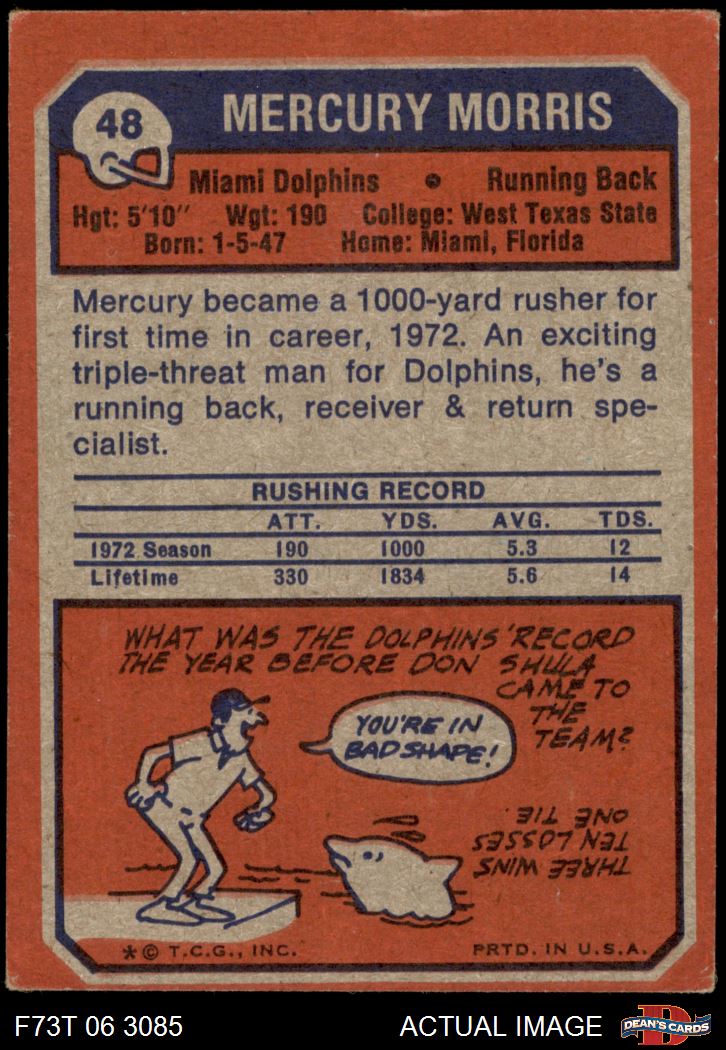 48
MERCURY MORRIS
Miami Dolphins • Running Back
Hgt: 5'10" Wgt: 190 College: West Texas State
Born: 1-5-47 Home: Miami, Florida
Mercury became a 1000-yard rusher for
first time in career, 1972. An exciting
triple-threat man for Dolphins, he's a
running back, receiver & return spe-
cialist.
RUSHING RECORD
ATT. YDS. AVG. TDS.
1972 Season 190 1000 5.3 12
Lifetime 330 1834 5.6 14
WHAT WAS THE DOLPHINS' RECORD
THE YEAR BEFORE DON SHULA
CAME TO
THE
TEAM?
YOU'RE IN
BAD SHAPE!
THREE WINS
TEN LOSSES
ONE TIE.
* © T.C.G., INC. PRTD. IN U.S.A.
F73T 06 3085 ACTUAL IMAGE
D
DEAN'S CARDS